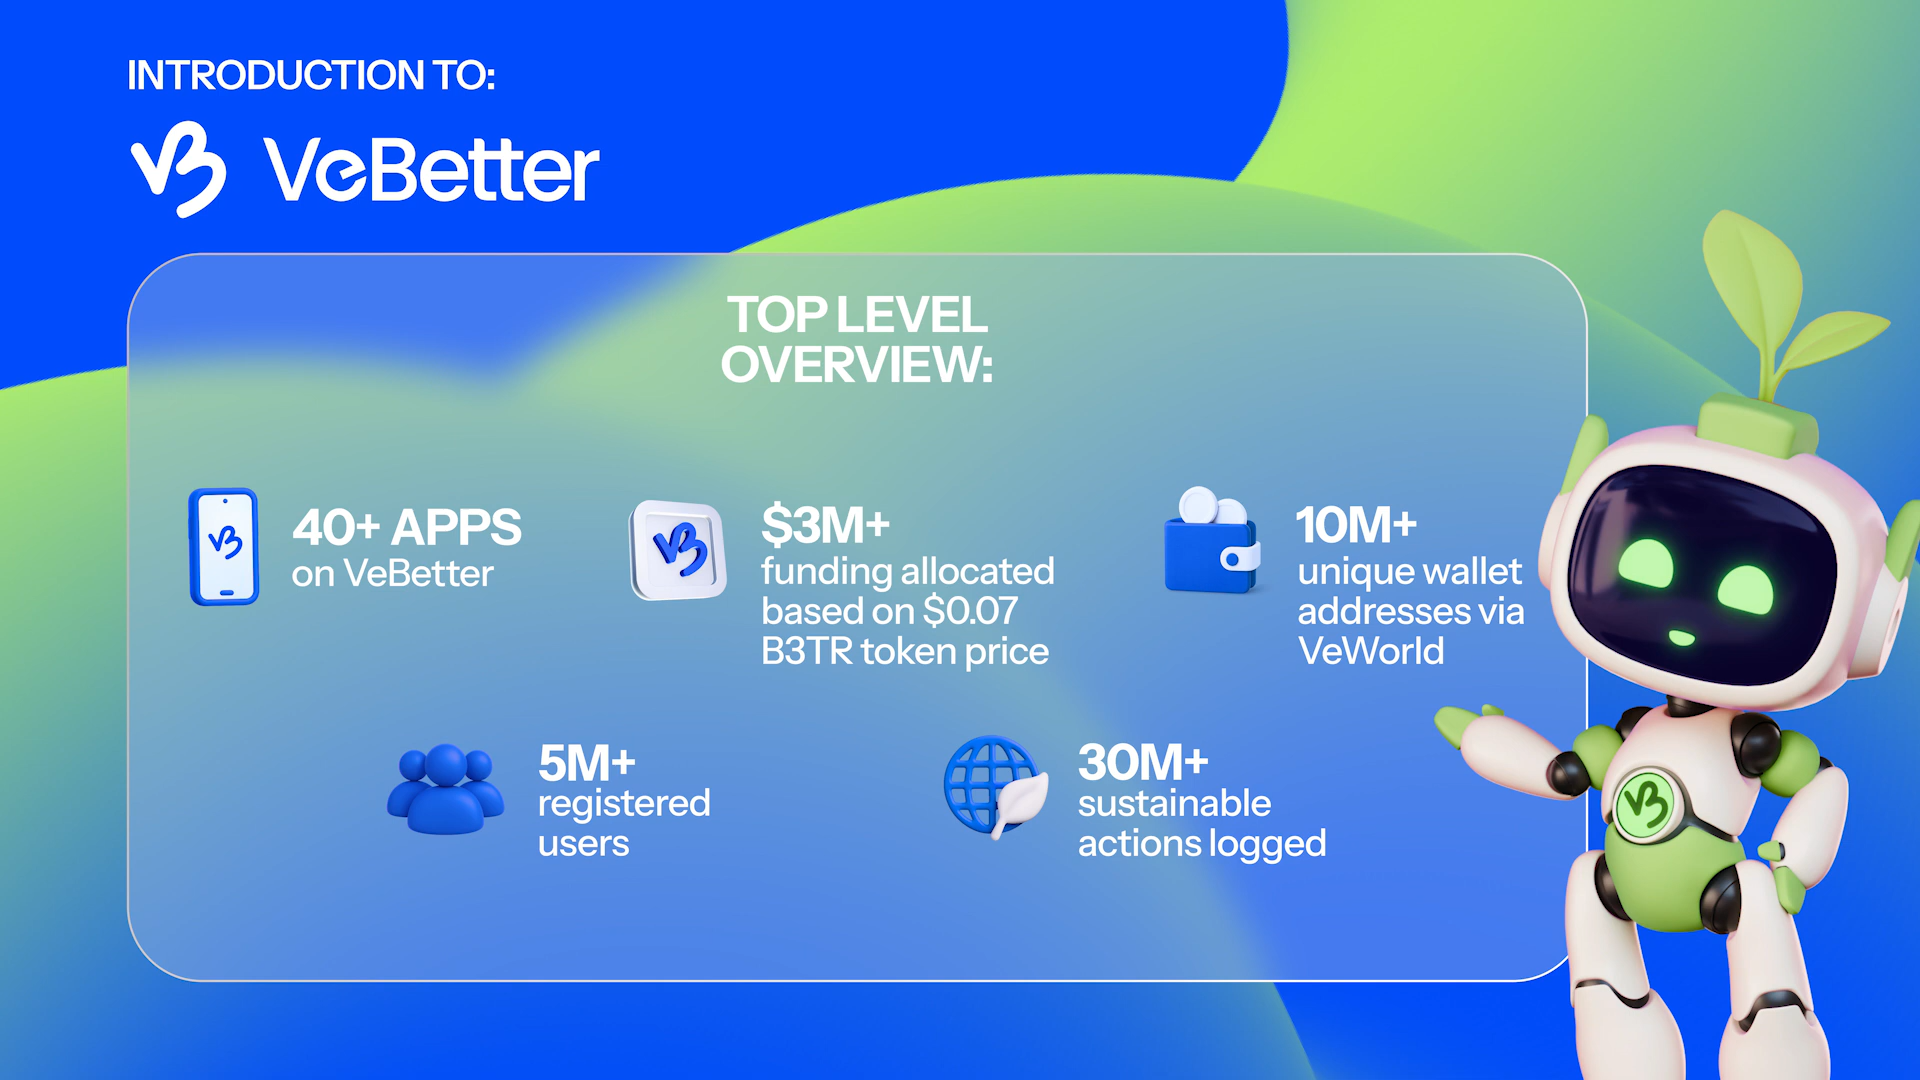 INTRODUCTION TO:
VeBetter
TOP LEVEL
OVERVIEW:
40+ APPS
on VeBetter
$3M+
funding allocated
based on $0.07
B3TR token price
10M+
unique wallet
addresses via
VeWorld
5M+
registered
users
30M+
sustainable
actions logged